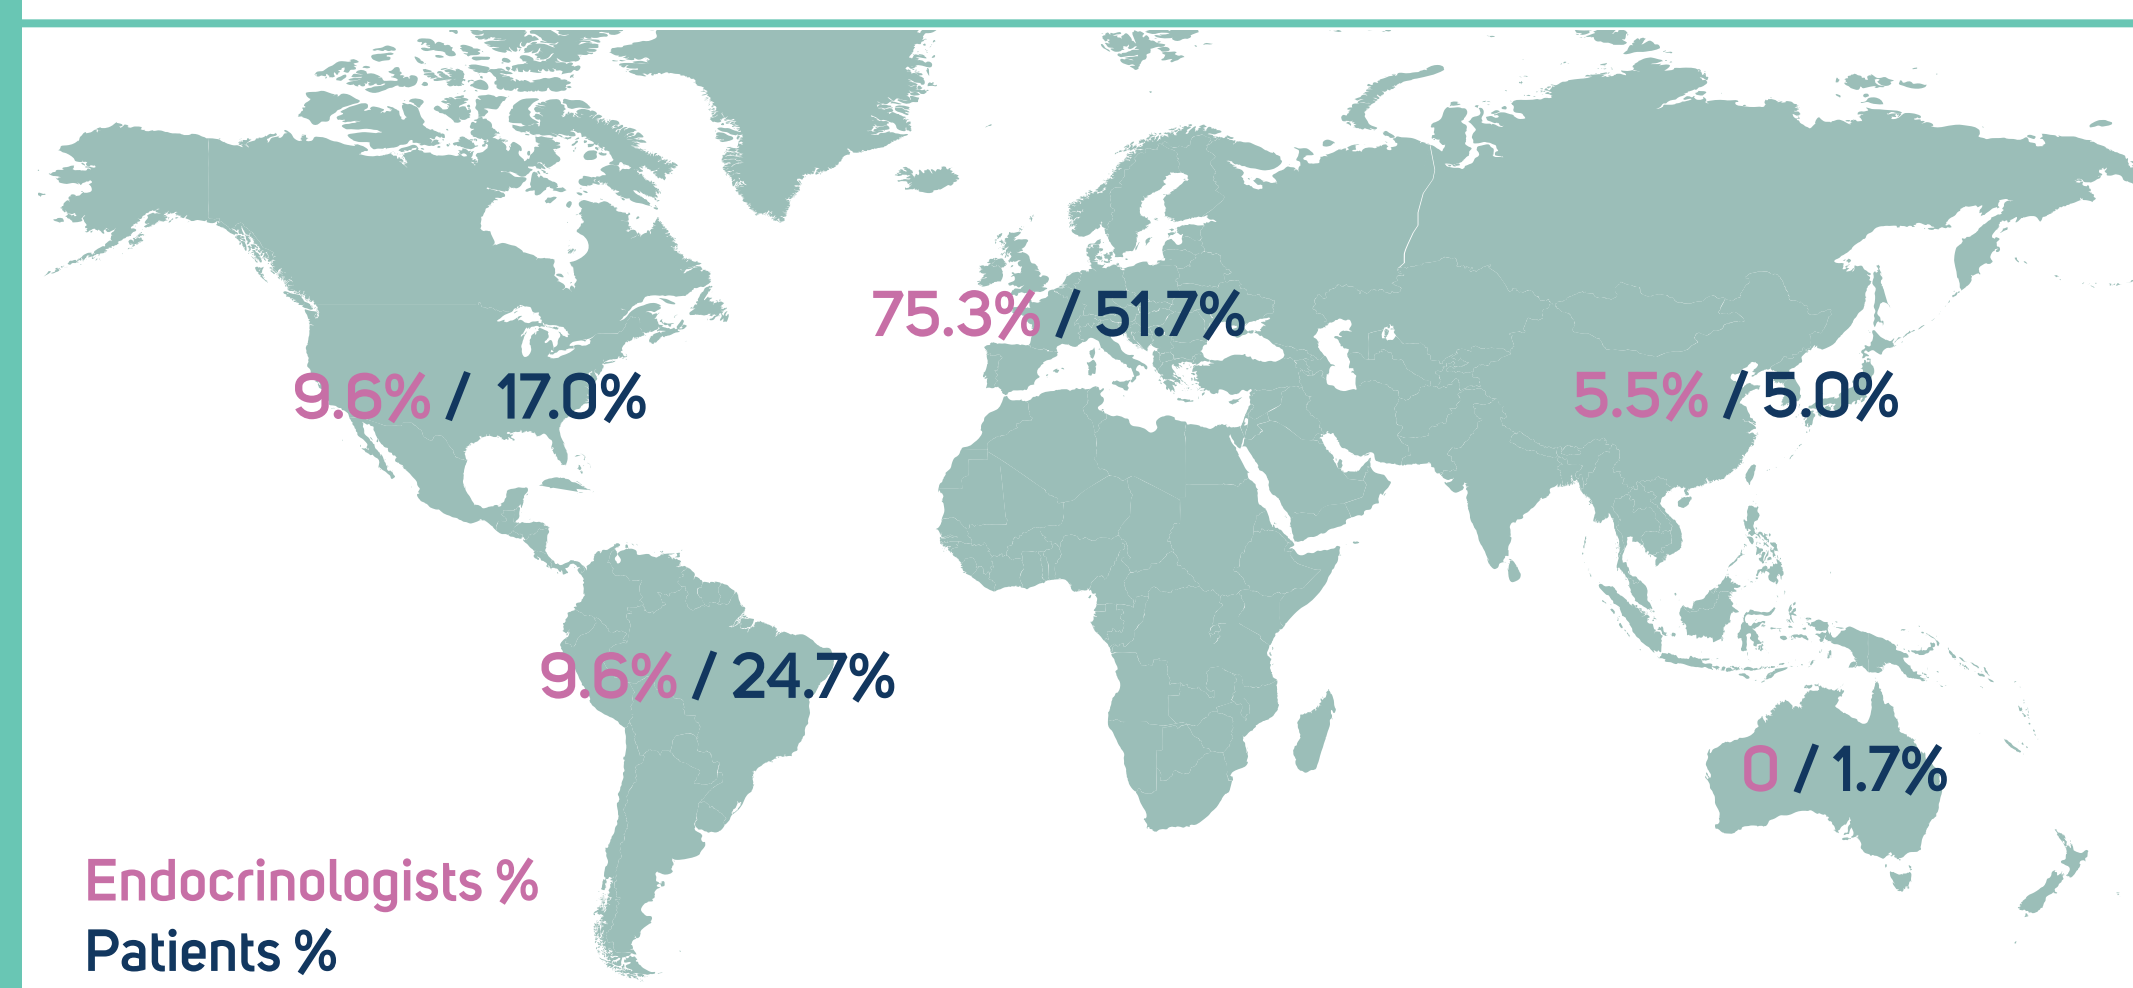 75.3% / 51.7%
9.6% / 17.0%
5.5% / 5.0%
9.6% / 24.7%
0 / 1.7%
Endocrinologists %
Patients %